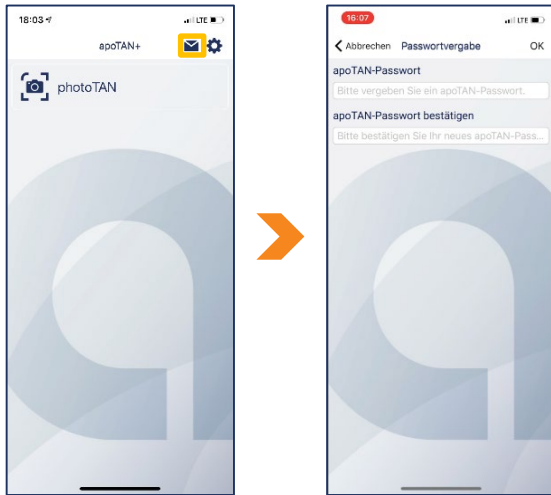 18:03
LTE
apoTAN+
photoTAN
16:07
LTE
Abbrechen Passwortvergabe OK
apoTAN-Passwort
Bitte vergeben Sie ein apoTAN-Passwort.
apoTAN-Passwort bestätigen
Bitte bestätigen Sie Ihr neues apoTAN-Pass...